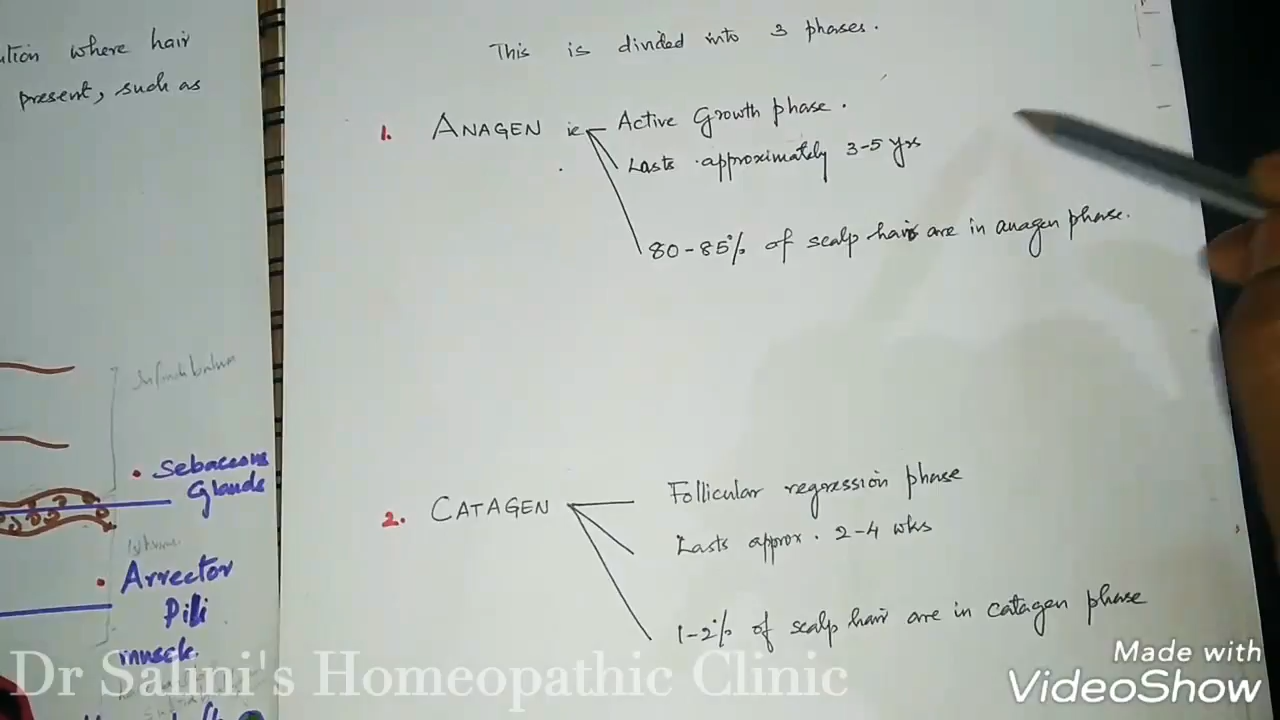 ution where hair
present, such as
Infundibulum
Sebaceous
Glands
Arrector
Pili
muscle.
This is divided into 3 phases.
1. ANAGEN ie Active Growth phase.
Lasts approximately 3-5 yrs
80-85% of scalp hair are in anagen phase.
2. CATAGEN Follicular regression phase
Lasts approx. 2-4 wks
1-2% of scalp hair are in catagen phase
Dr Salini's Homeopathic Clinic
Made with
VideoShow